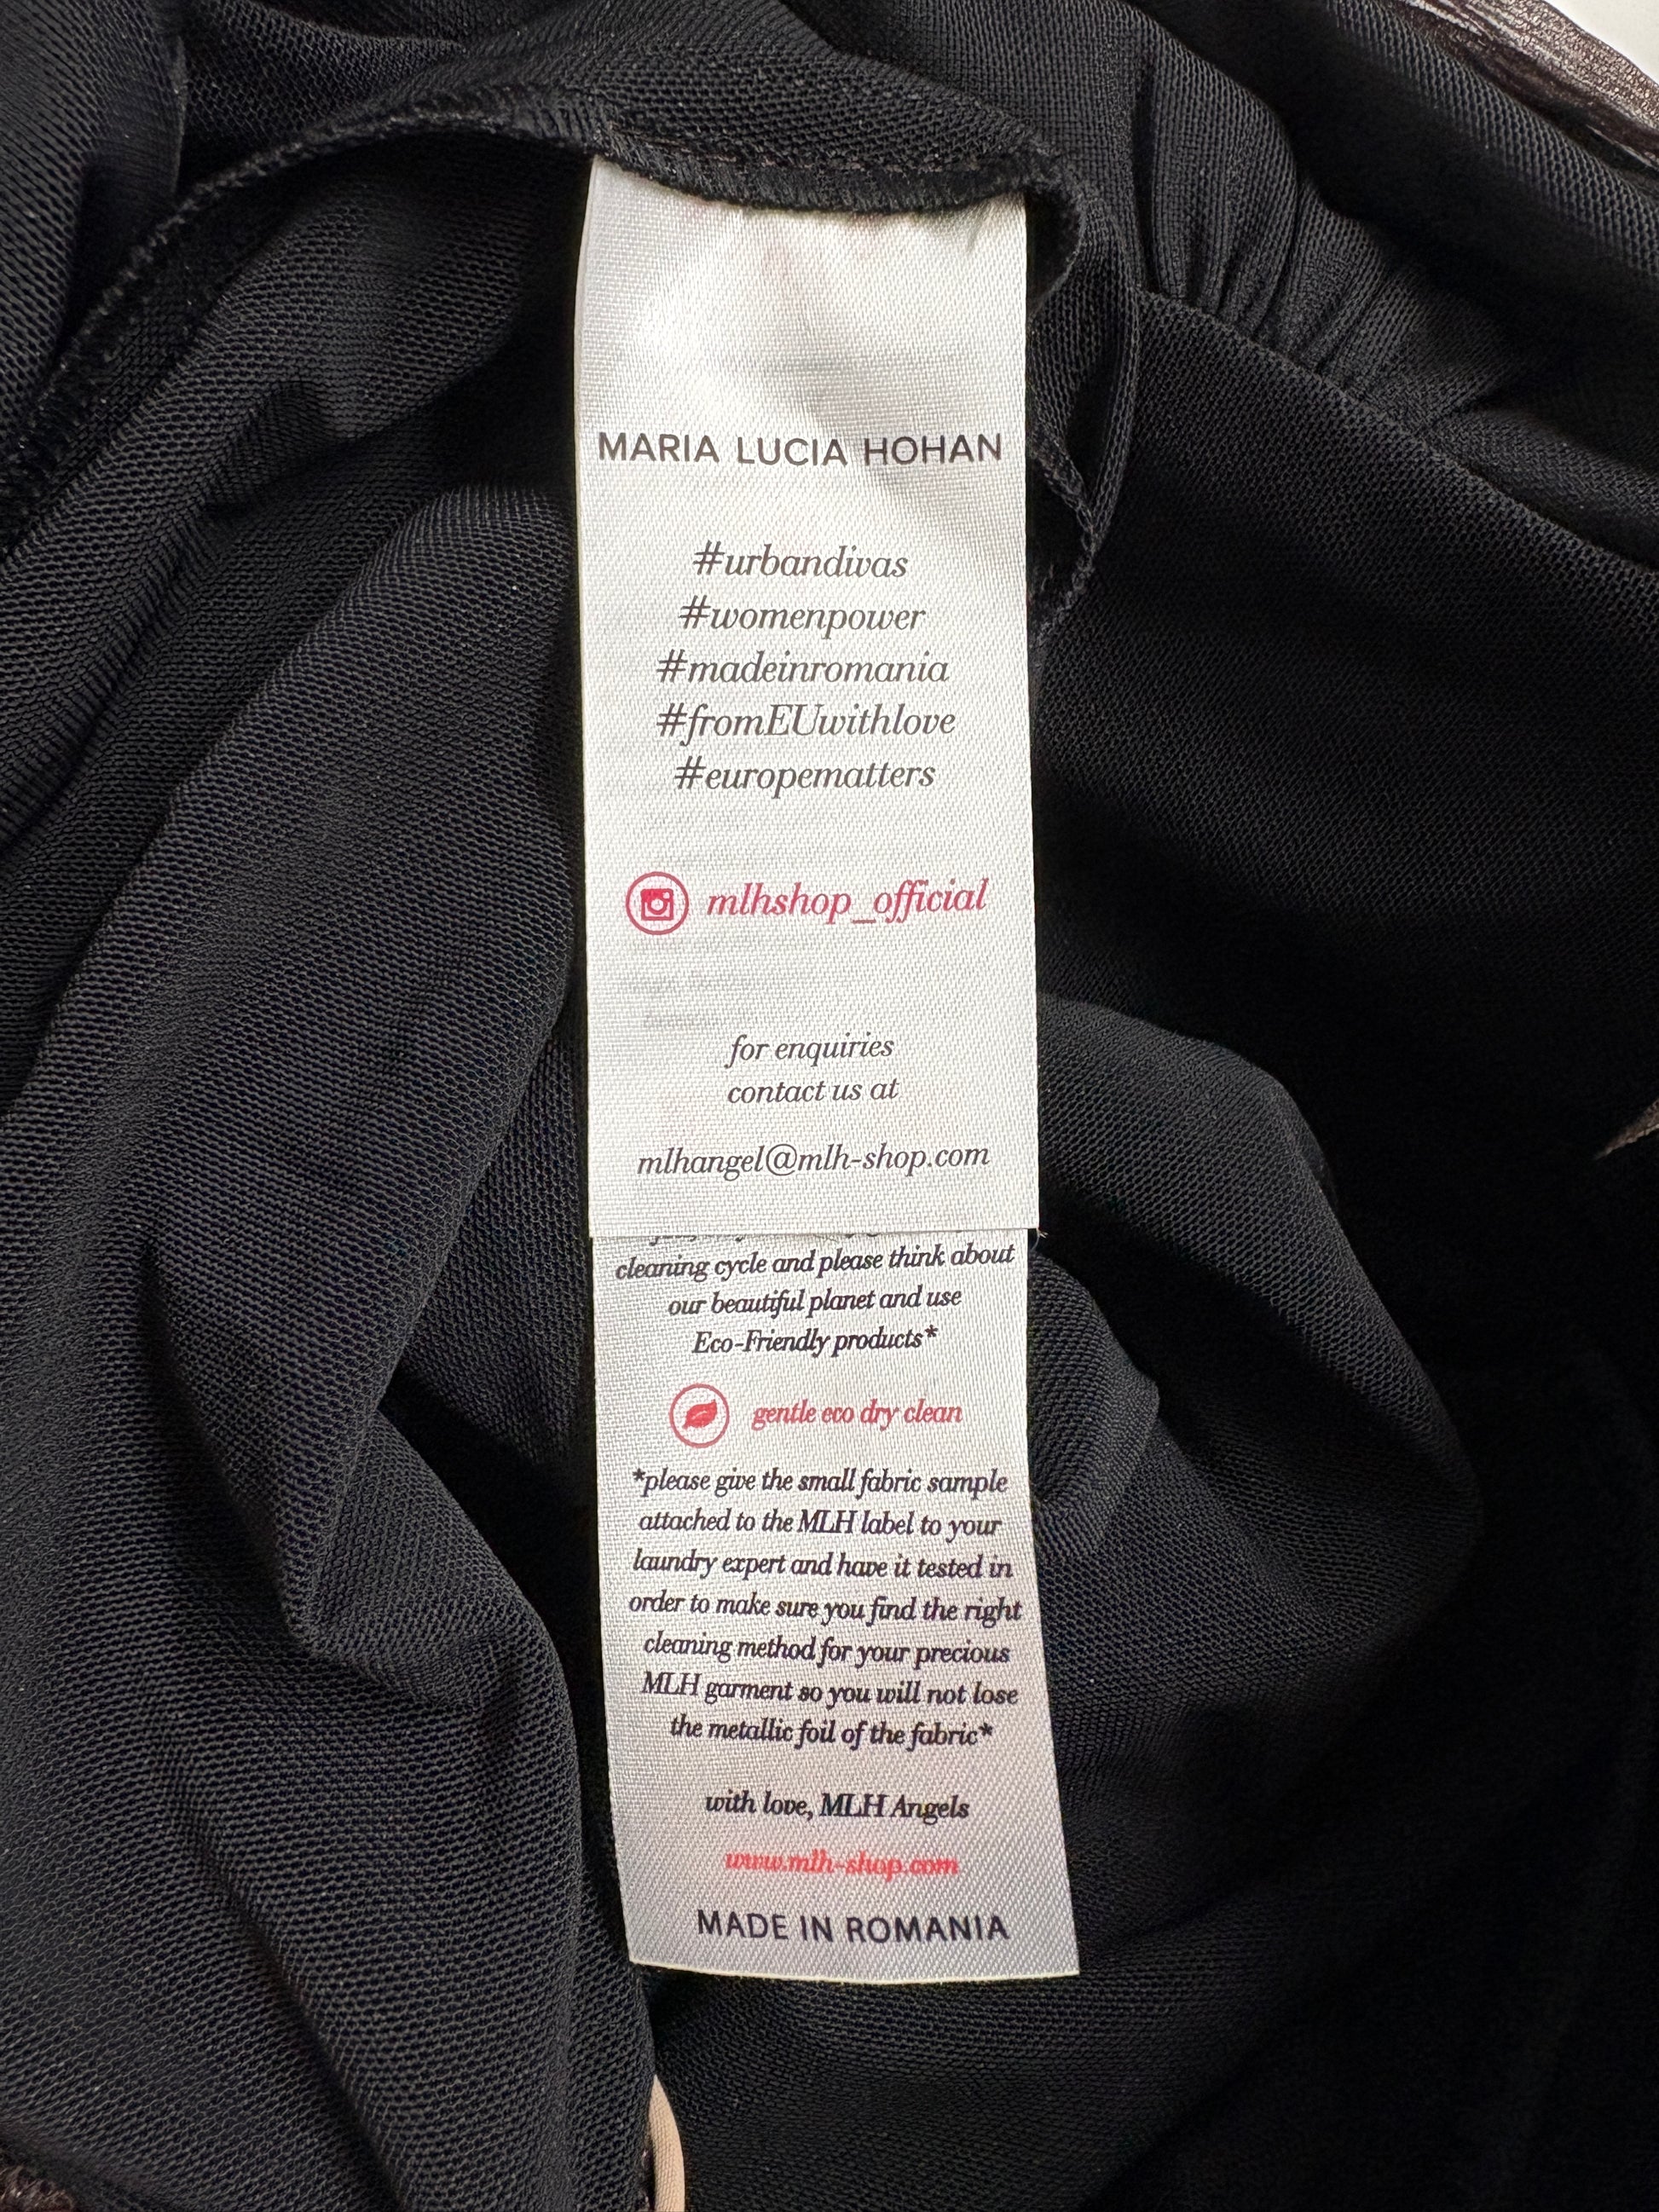 MARIA LUCIA HOHAN
#urbandivas
#womenpower
#madeinromania
#fromEUwithlove
#europematters
mlhshop_official
for enquiries
contact us at
mlhangel@mlh-shop.com
cleaning cycle and please think about
our beautiful planet and use
Eco-Friendly products*
gentle eco dry clean
*please give the small fabric sample
attached to the MLH label to your
laundry expert and have it tested in
order to make sure you find the right
cleaning method for your precious
MLH garment so you will not lose
the metallic foil of the fabric*
with love, MLH Angels
www.mlh-shop.com
MADE IN ROMANIA